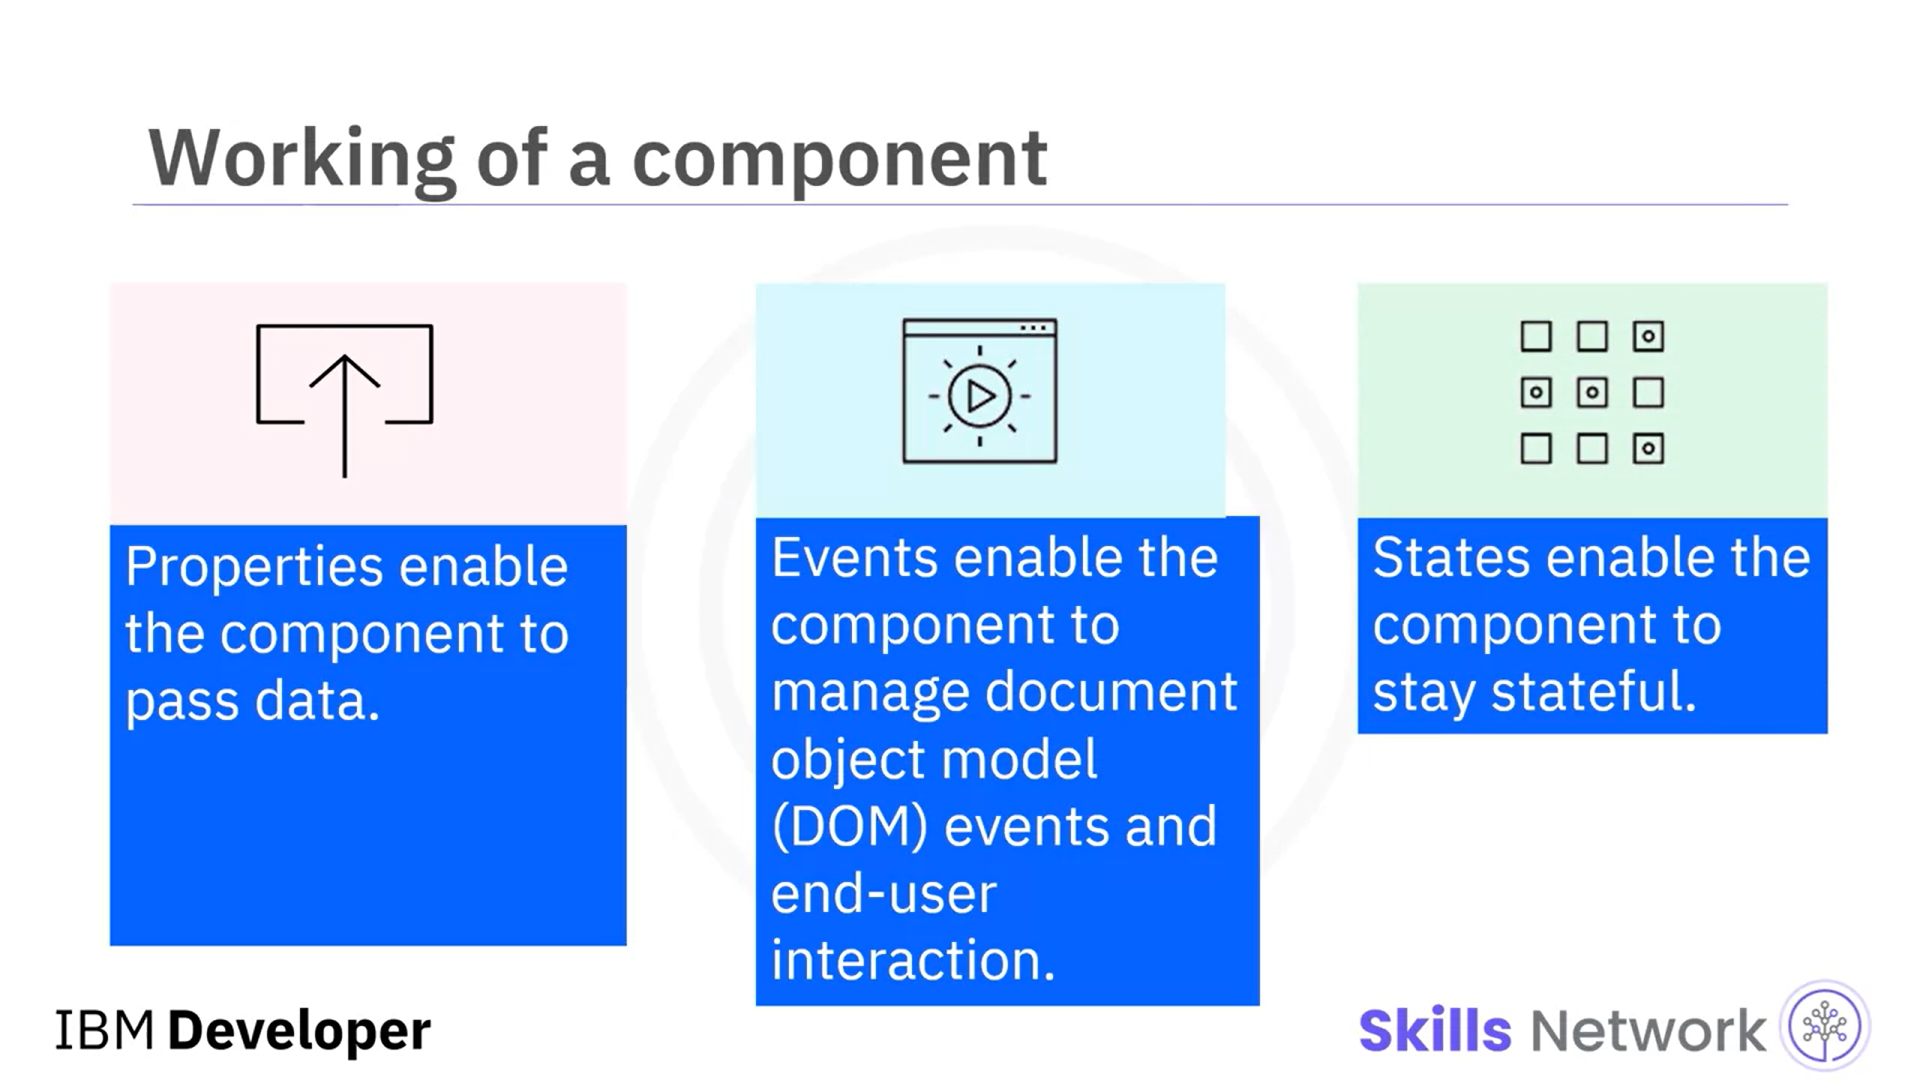 Working of a component
Properties enable
the component to
pass data.
Events enable the
component to
manage document
object model
(DOM) events and
end-user
interaction.
States enable the
component to
stay stateful.
IBM Developer
Skills Network